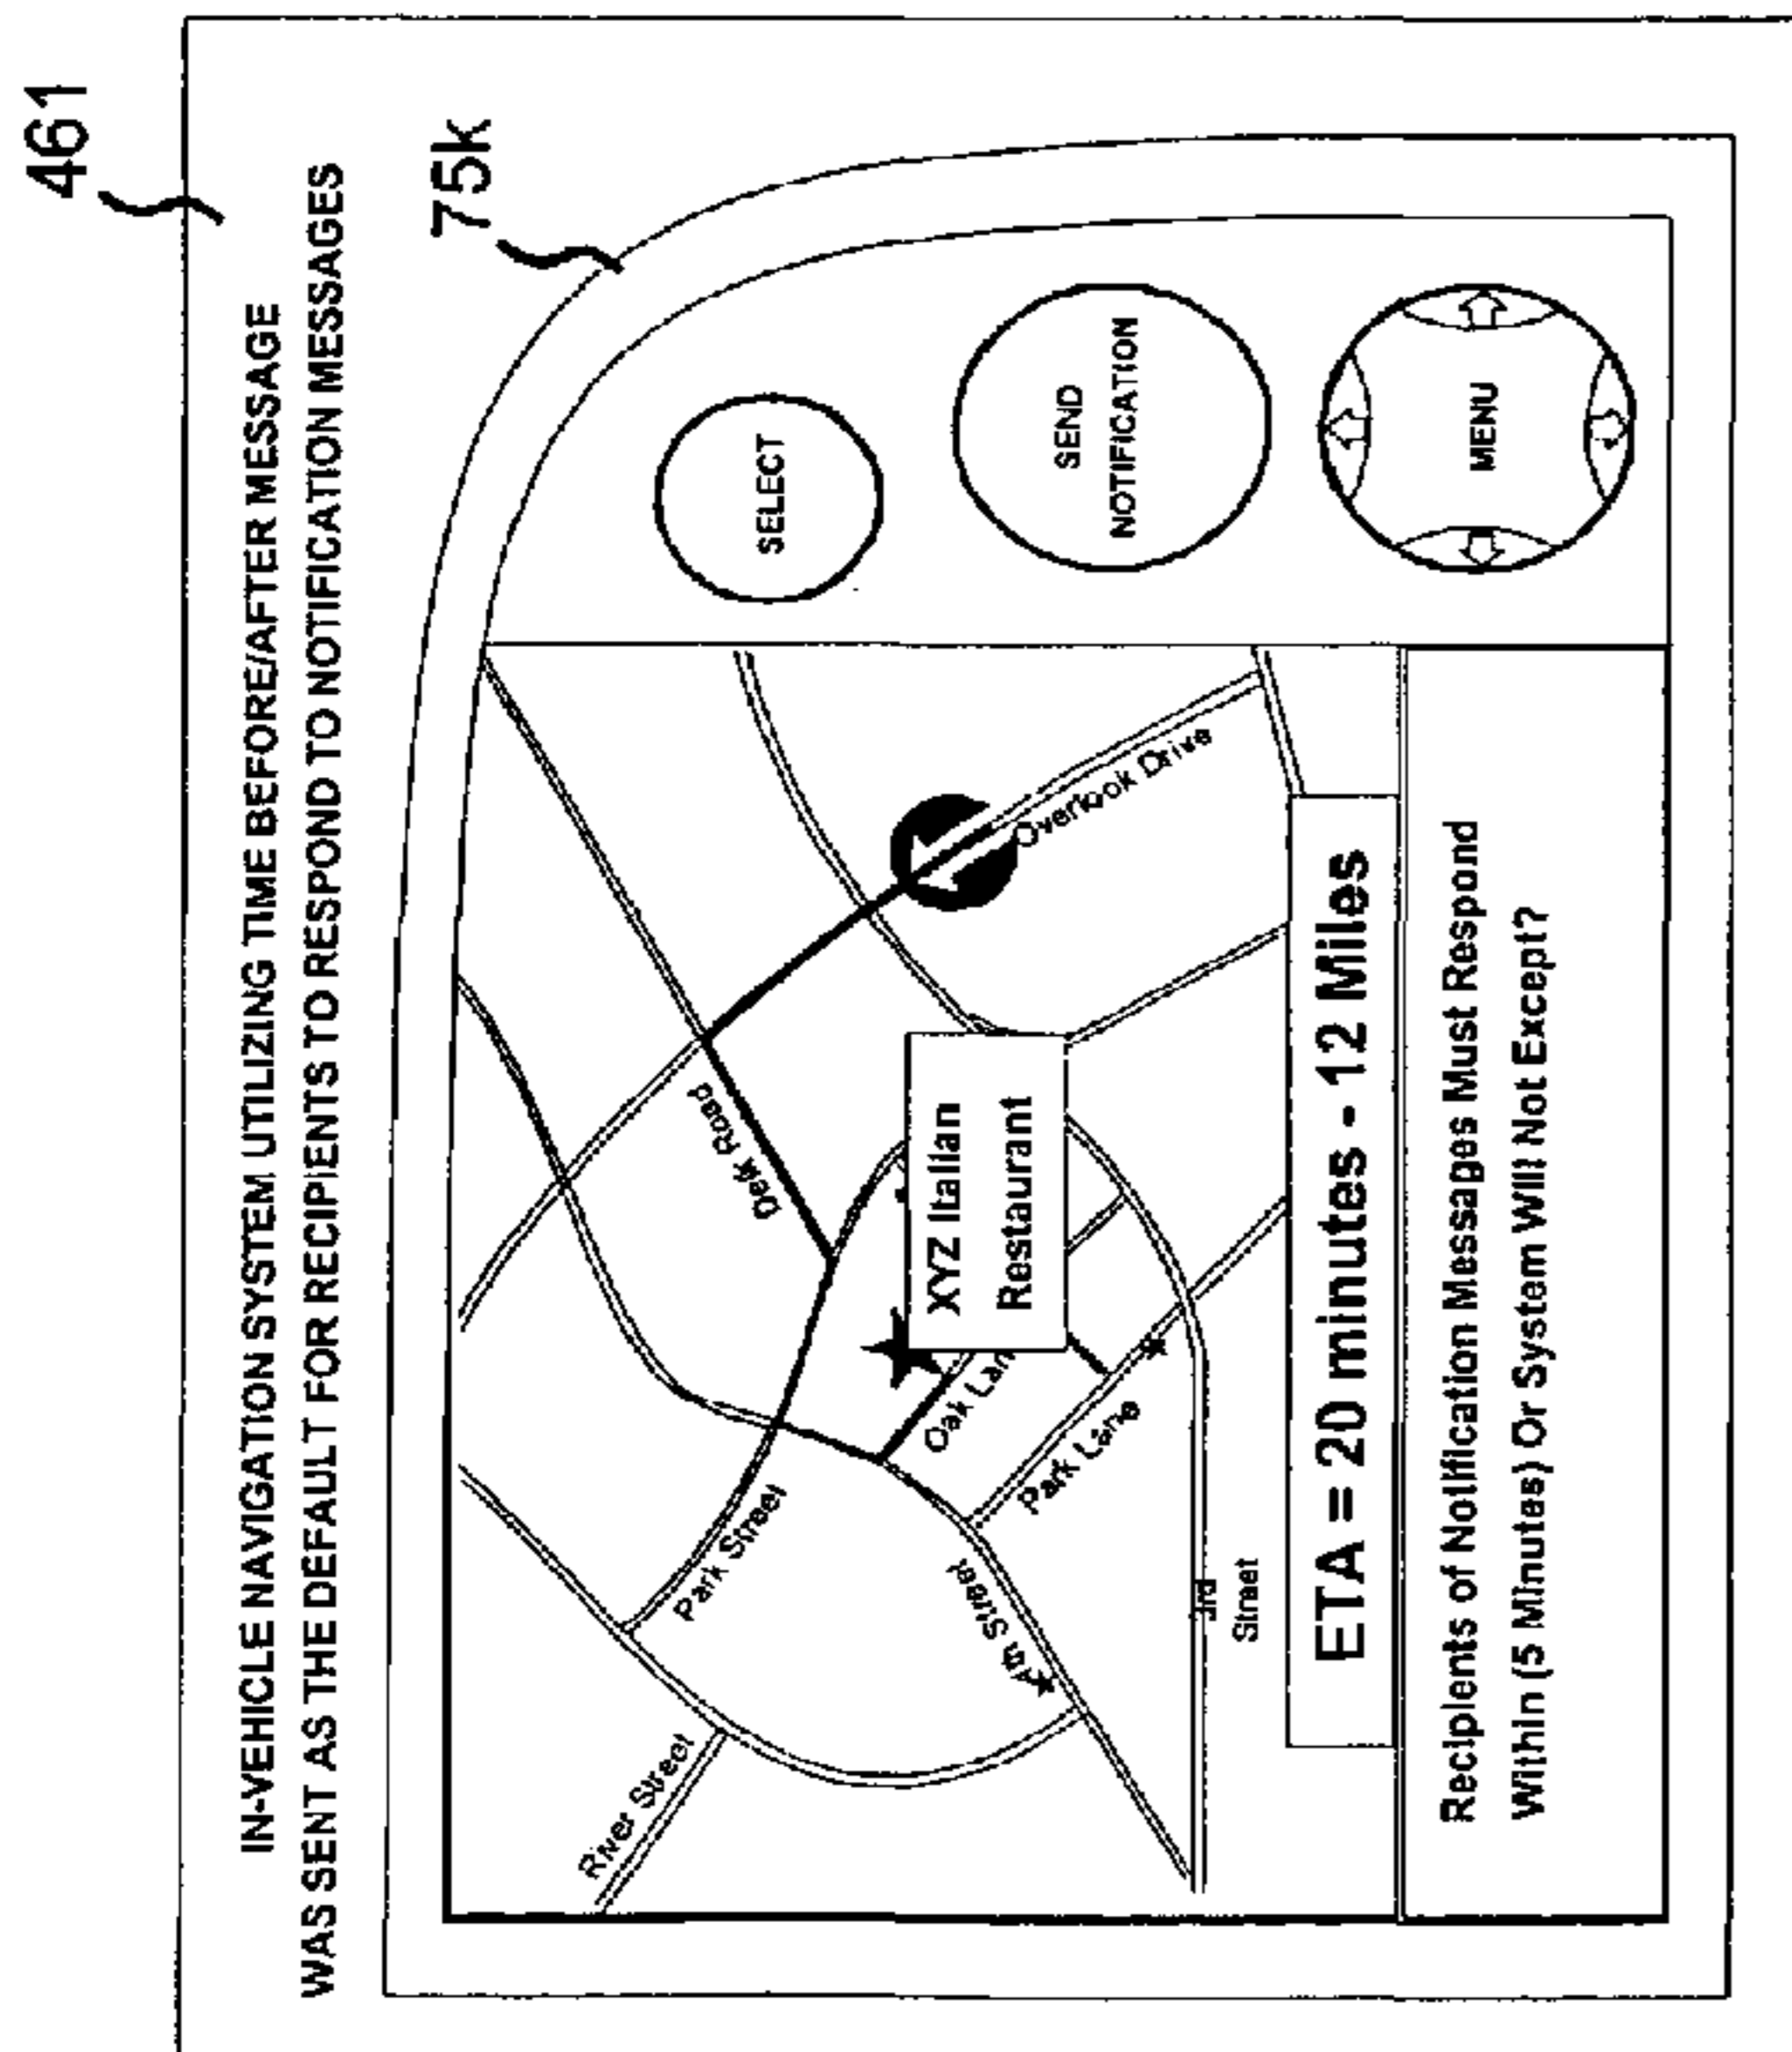 461
IN-VEHICLE NAVIGATION SYSTEM UTILIZING TIME BEFORE/AFTER MESSAGE
WAS SENT AS THE DEFAULT FOR RECIPIENTS TO RESPOND TO NOTIFICATION MESSAGES
75k
River Street
Park Street
Road
Overlook Drive
XYZ Italian
Restaurant
Oak Lan
Park Lane
4th Street
3rd
Street
ETA = 20 minutes - 12 Miles
Recipients of Notification Messages Must Respond
Within (5 Minutes) Or System Will Not Except?
SELECT
SEND
NOTIFICATION
MENU